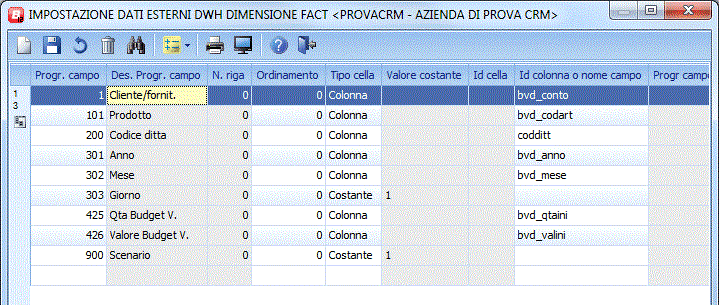 IMPOSTAZIONE DATI ESTERNI DWH DIMENSIONE FACT <PROVACRM - AZIENDA DI PROVA CRM>
Progr. campo Des. Progr. campo N. riga Ordinamento Tipo cella Valore costante Id cella Id colonna o nome campo Progr campo
1 3
1 Cliente/fornit. 0 0 Colonna bvd_conto
101 Prodotto 0 0 Colonna bvd_codart
200 Codice ditta 0 0 Colonna codditt
301 Anno 0 0 Colonna bvd_anno
302 Mese 0 0 Colonna bvd_mese
303 Giorno 0 0 Costante 1
425 Qta Budget V. 0 0 Colonna bvd_qtaini
426 Valore Budget V. 0 0 Colonna bvd_valini
900 Scenario 0 0 Costante 1